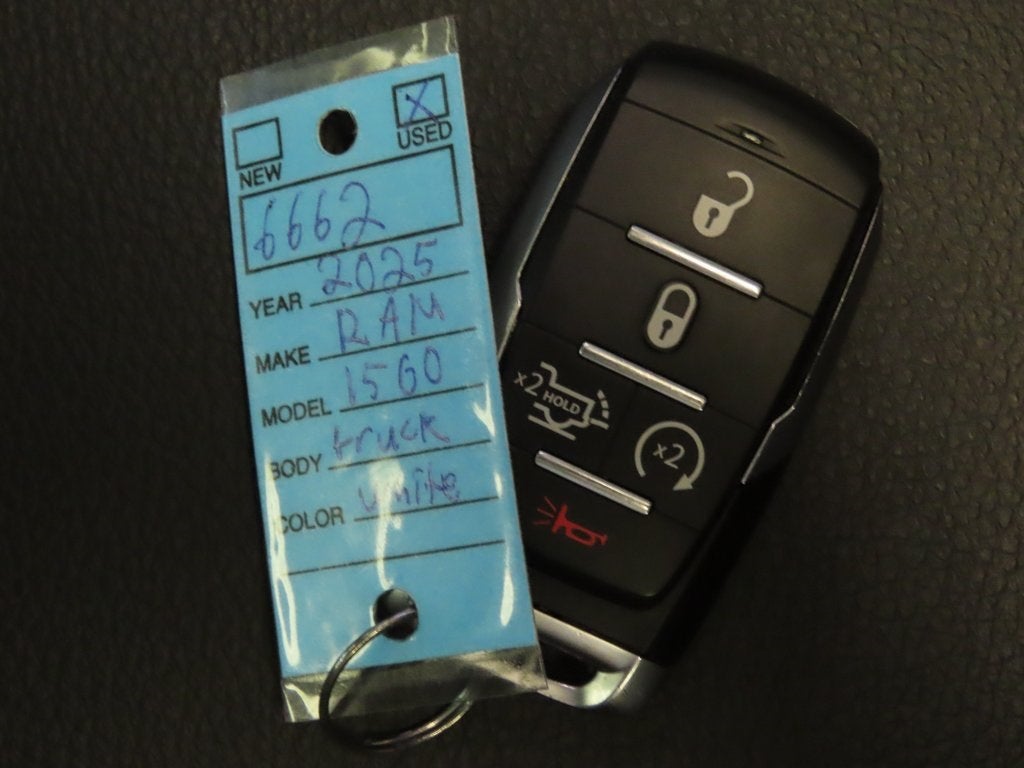 NEW
USED X
6662
YEAR 2025
MAKE RAM
MODEL 1500
BODY truck
COLOR white
x2 HOLD
x2